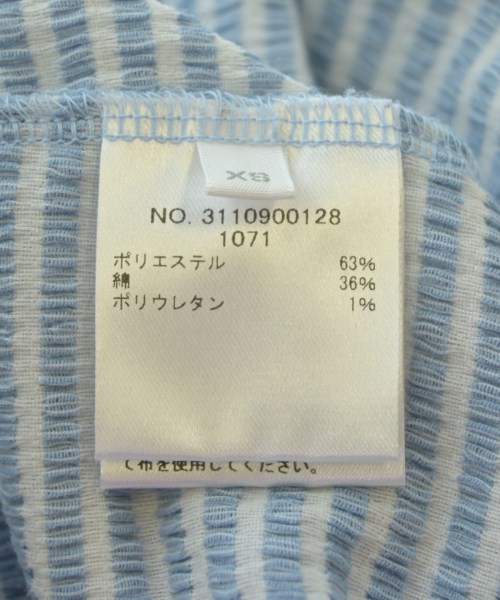 XS
NO. 3110900128
1071
ポリエステル 63%
綿 36%
ポリウレタン 1%
て布を使用してください。